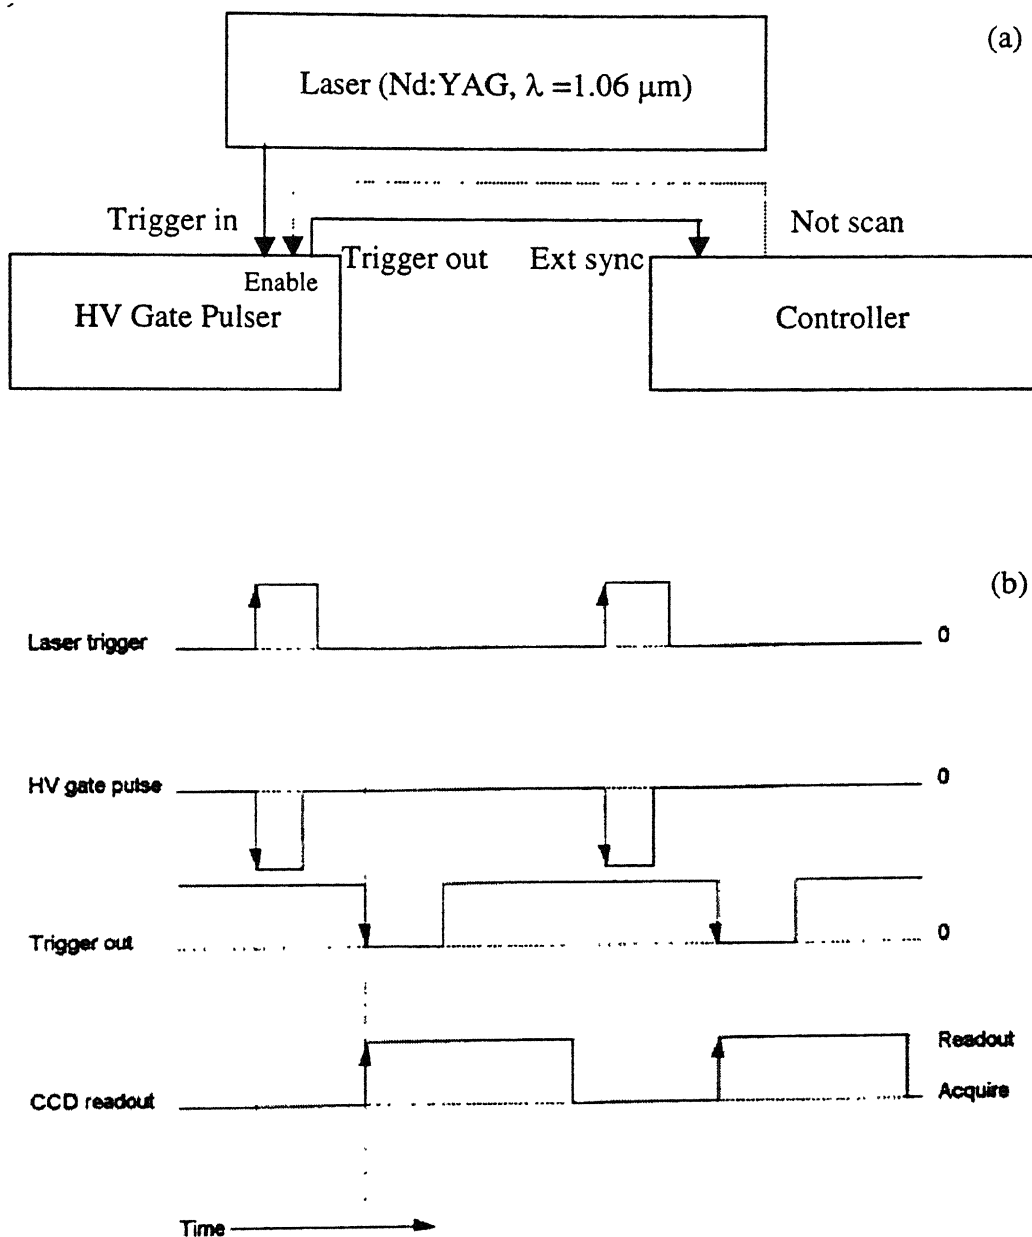 (a)
Laser (Nd:YAG, λ =1.06 μm)
Trigger in
Not scan
Trigger out
Ext sync
Enable
HV Gate Pulser
Controller
(b)
Laser trigger
0
HV gate pulse
0
Trigger out
0
Readout
CCD readout
Acquire
Time